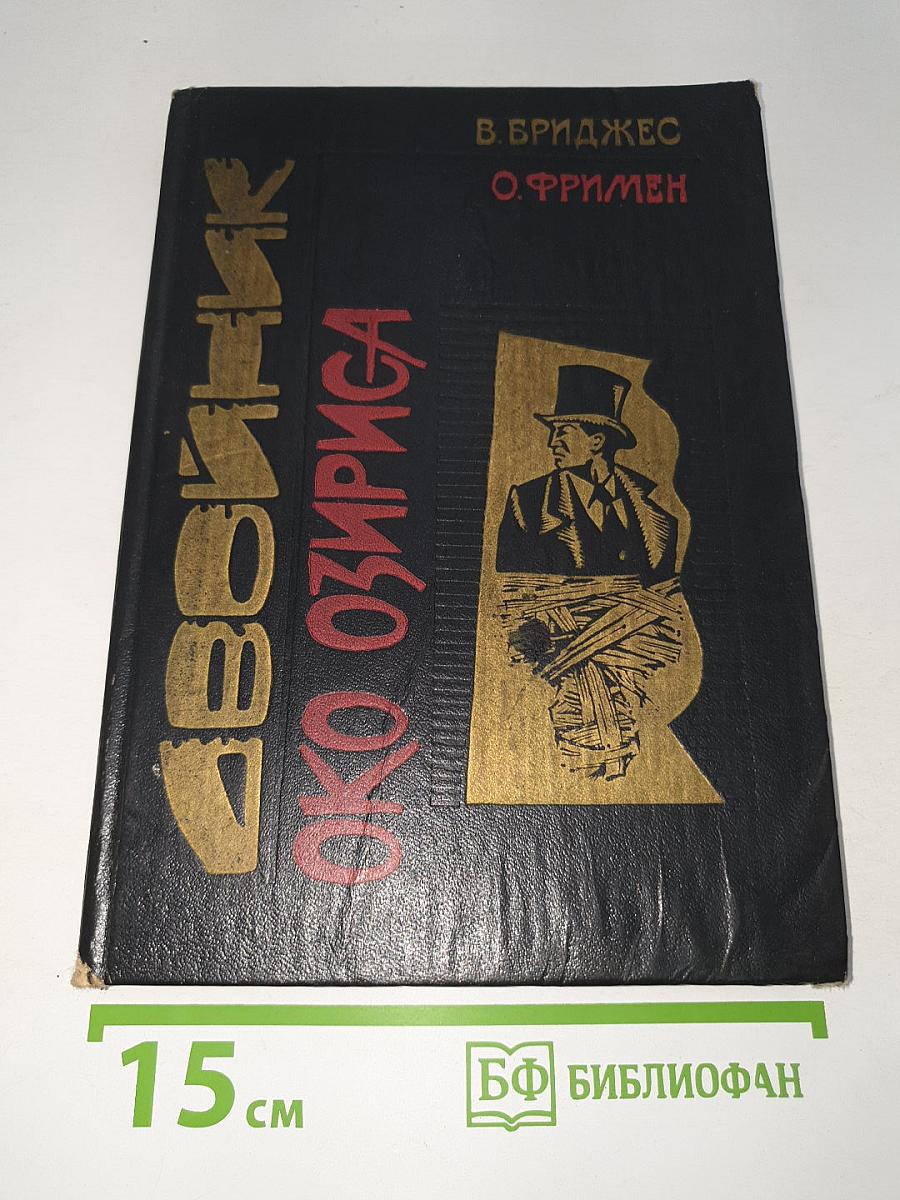 В. БРИДЖЕС
О. ФРИМЕН
ДВОЙНИК
ОКО ОЗИРИСА
15 см
БФ БИБЛИОФАН